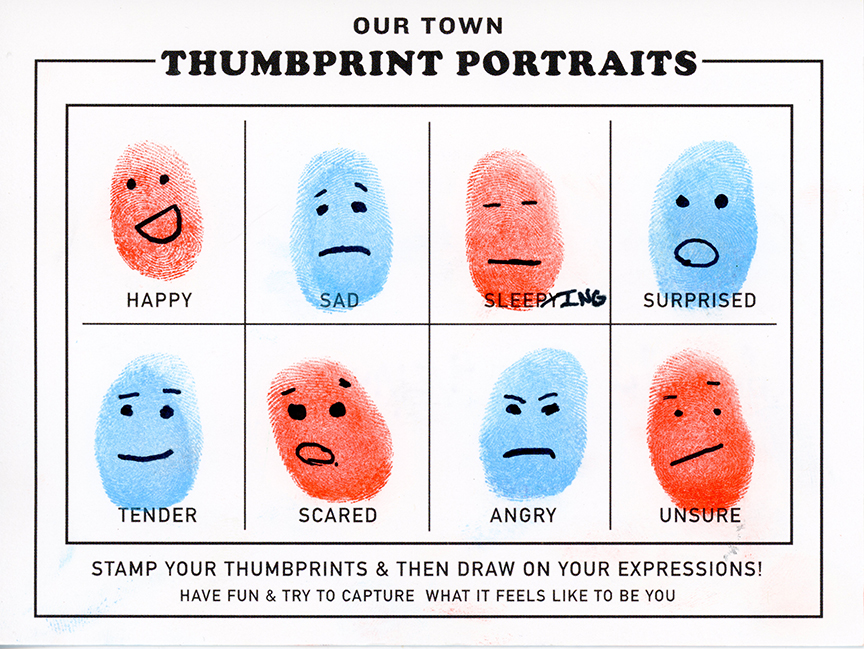 OUR TOWN
THUMBPRINT PORTRAITS
HAPPY SAD SLEEPYING SURPRISED
TENDER SCARED ANGRY UNSURE
STAMP YOUR THUMBPRINTS & THEN DRAW ON YOUR EXPRESSIONS!
HAVE FUN & TRY TO CAPTURE WHAT IT FEELS LIKE TO BE YOU